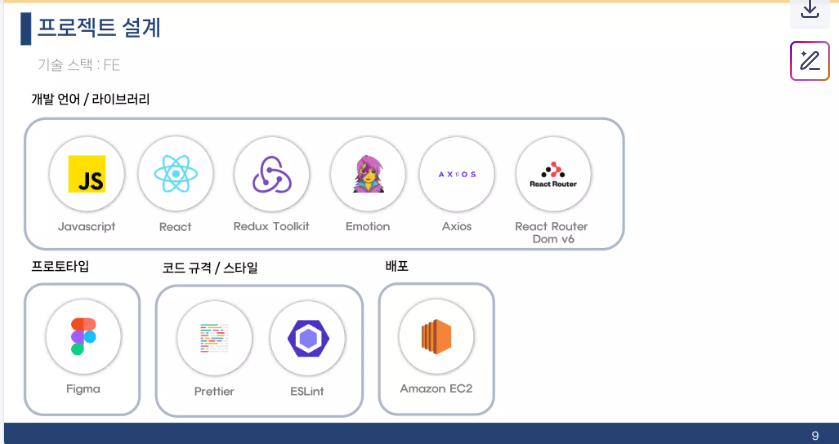 프로젝트 설계
기술 스택 : FE
개발 언어 / 라이브러리
JS
AXIOS
React Router
Javascript
React
Redux Toolkit
Emotion
Axios
React Router
Dom v6
프로토타입
코드 규격 / 스타일
배포
Figma
Prettier
ESLint
Amazon EC2
9